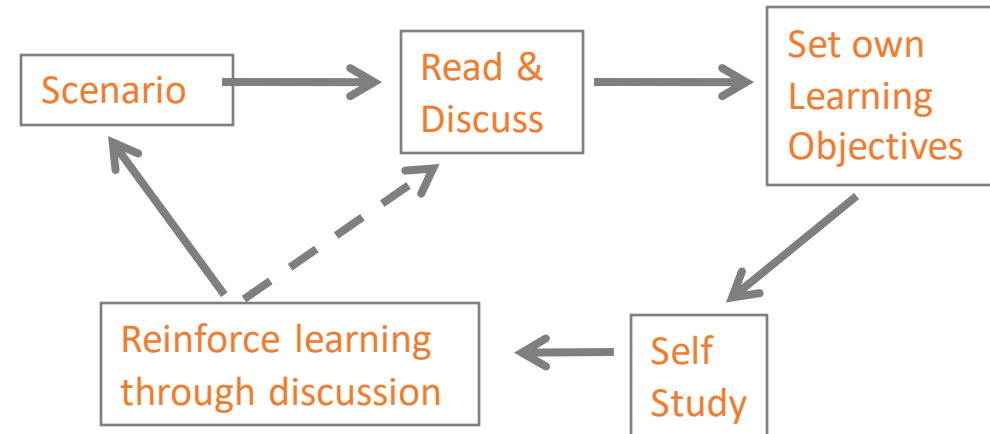 Scenario
Read &
Discuss
Set own
Learning
Objectives
Self
Study
Reinforce learning
through discussion